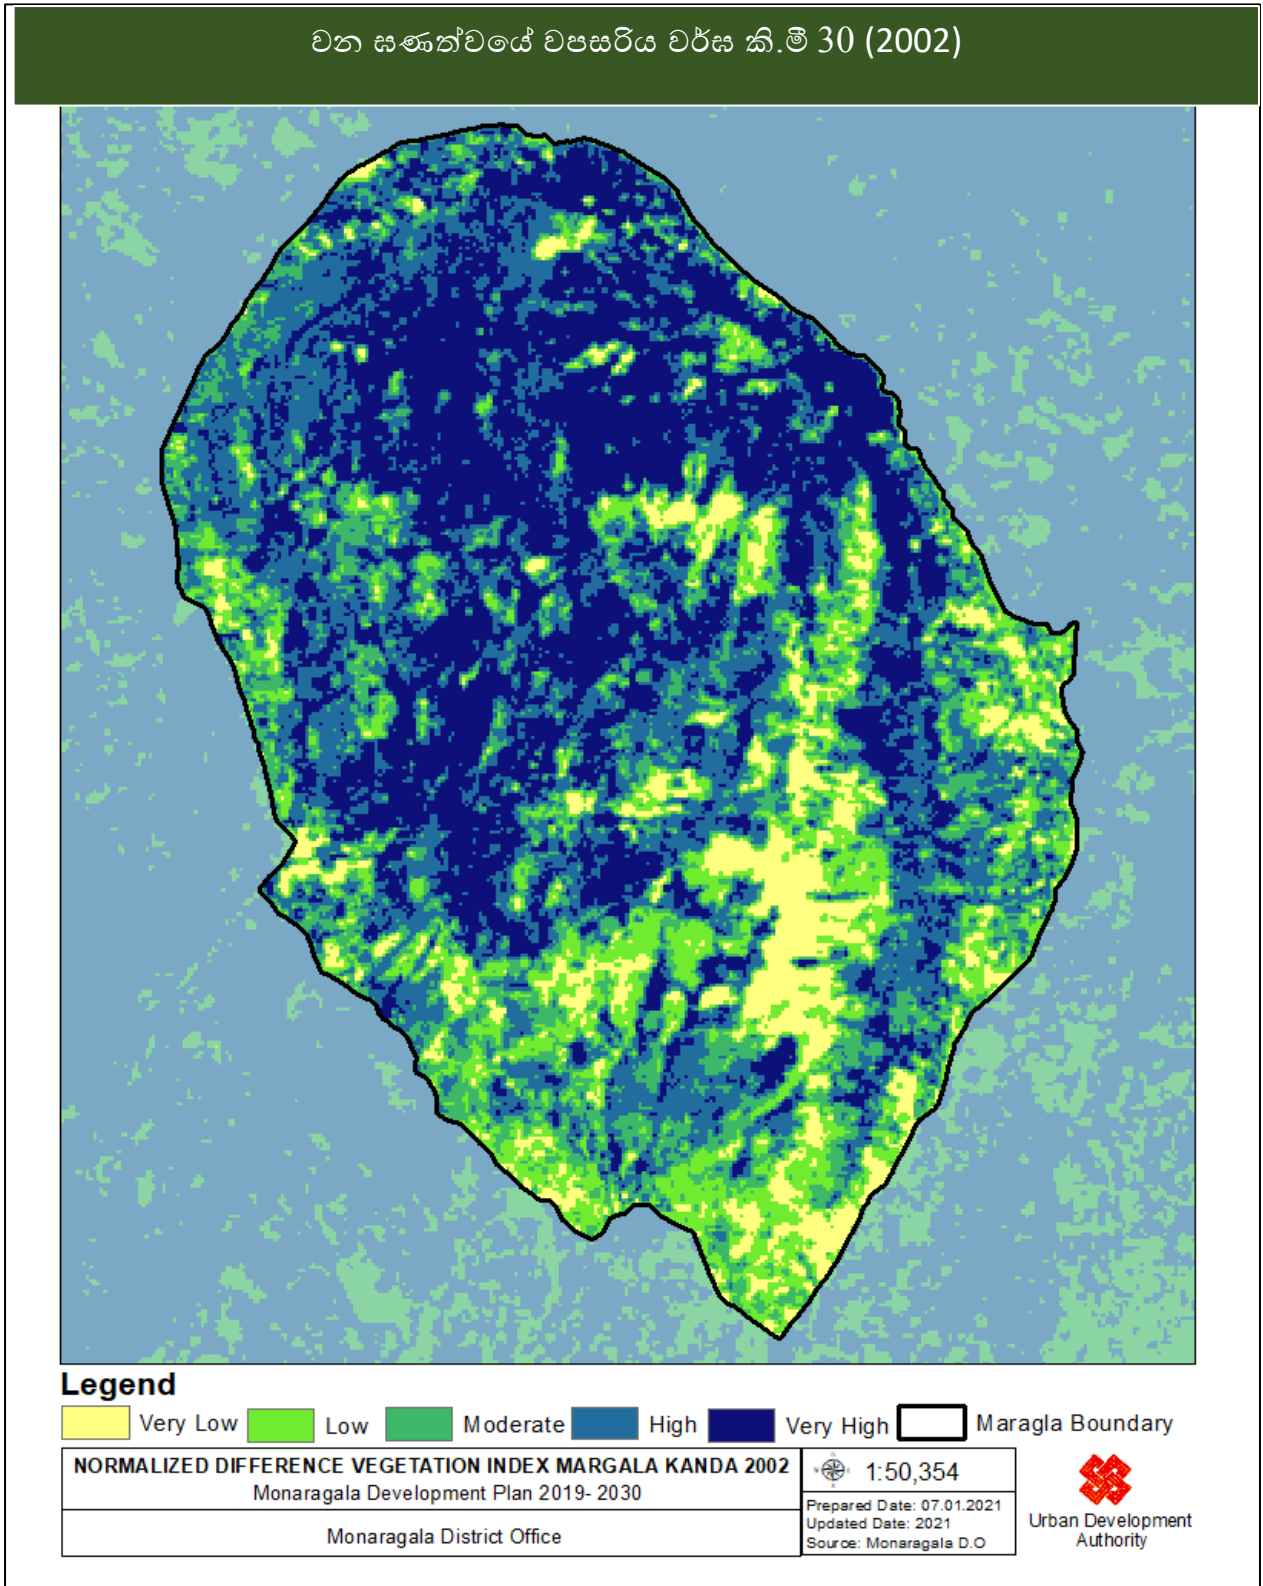 වන ඝණත්වයේ වපසරිය වර්ඝ කි.මී 30 (2002)
Legend
Very Low Low Moderate High Very High Maragla Boundary
NORMALIZED DIFFERENCE VEGETATION INDEX MARGALA KANDA 2002
Monaragala Development Plan 2019- 2030
Monaragala District Office
1:50,354
Prepared Date: 07.01.2021
Updated Date: 2021
Source: Monaragala D.O
Urban Development
Authority